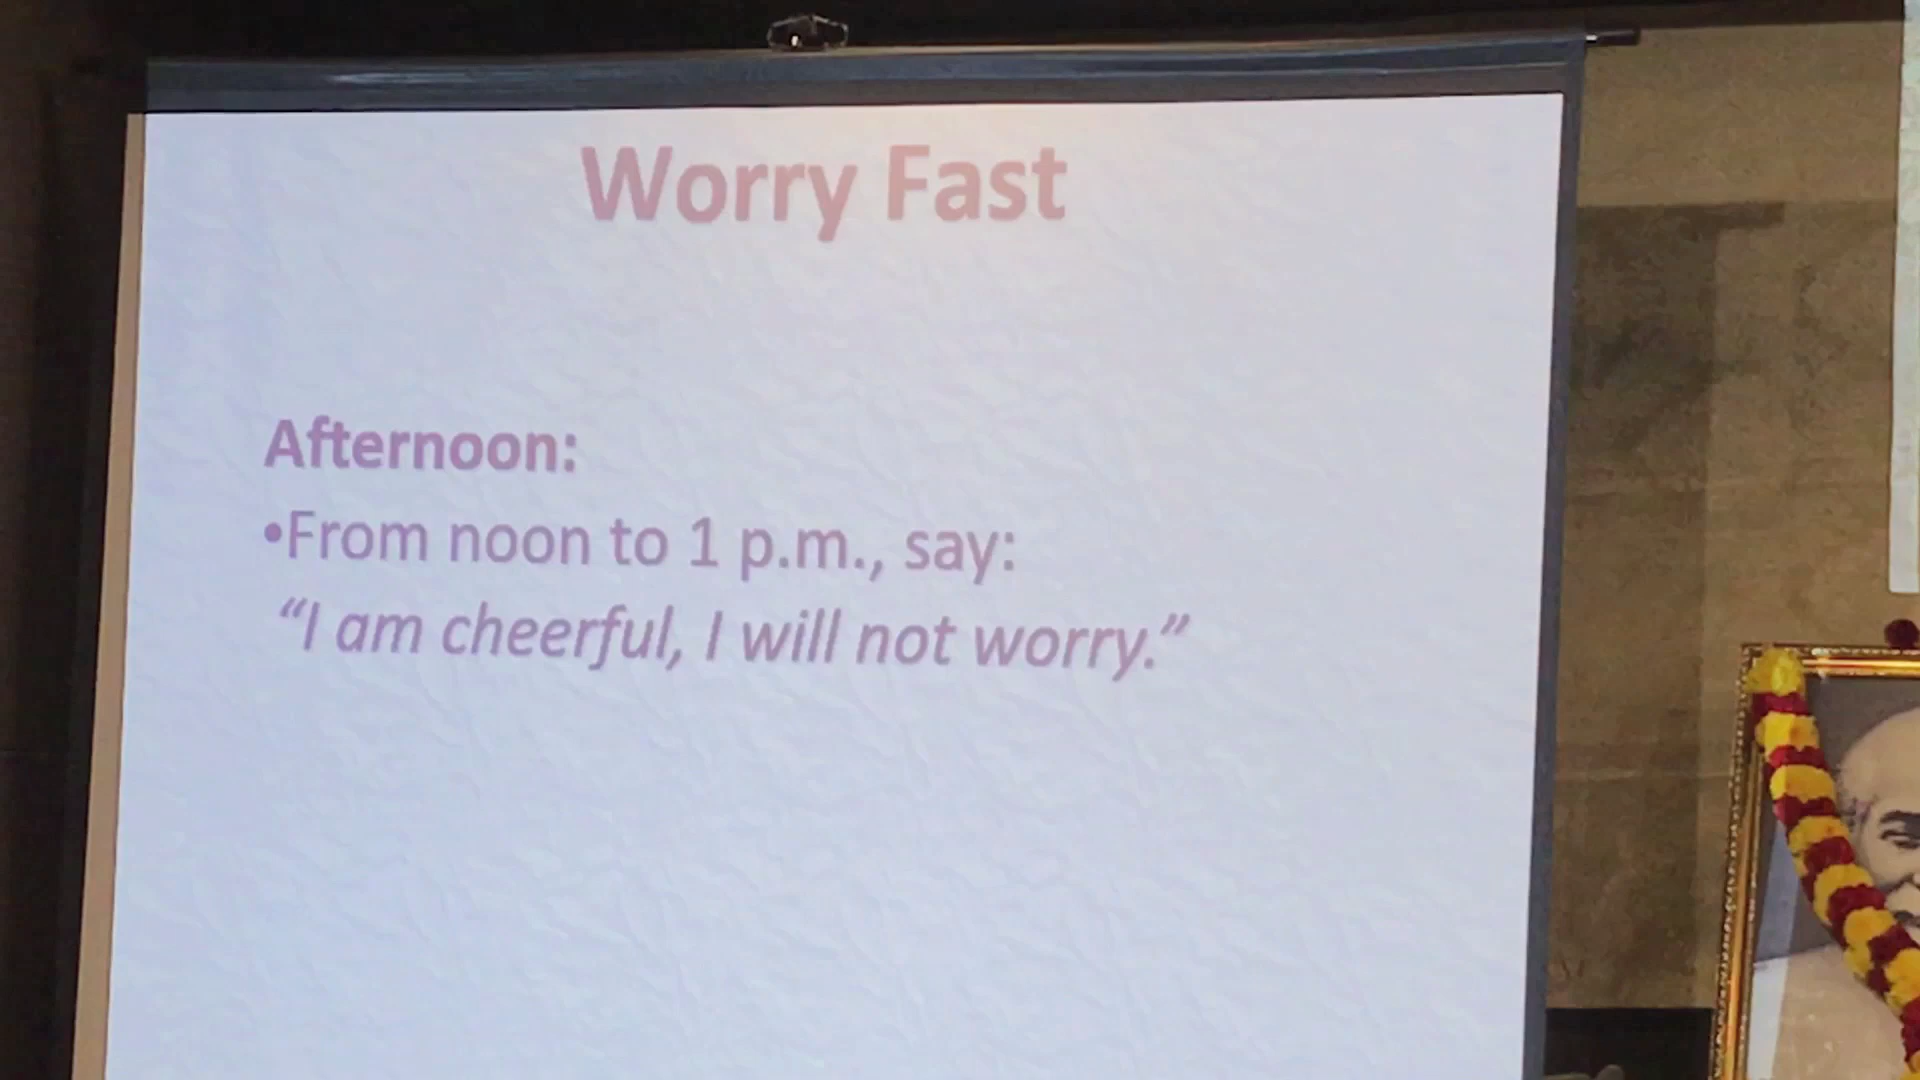 Worry Fast
Afternoon:
•From noon to 1 p.m., say:
“I am cheerful, I will not worry.”